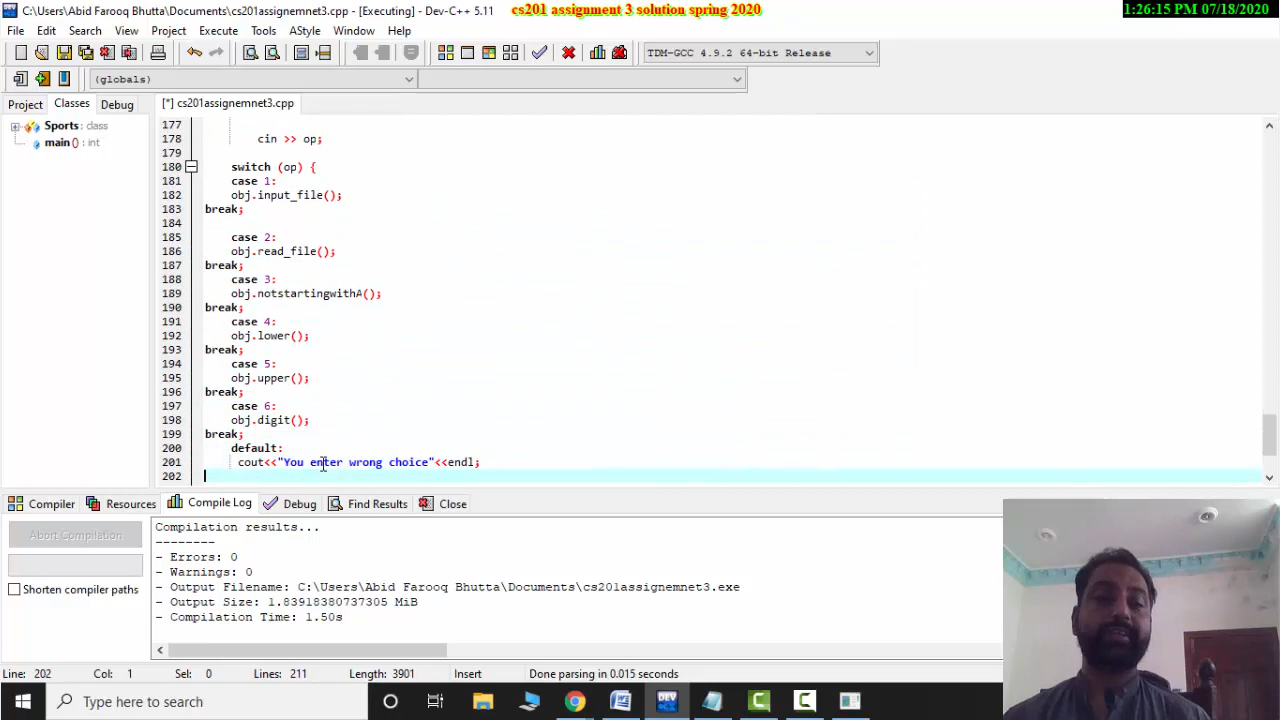 C:\Users\Abid Farooq Bhutta\Documents\cs201assignemnet3.cpp - [Executing] - Dev-C++ 5.11
cs201 assignment 3 solution spring 2020
1:26:15 PM 07/18/2020
File Edit Search View Project Execute Tools AStyle Window Help
TDM-GCC 4.9.2 64-bit Release
(globals)
Project Classes Debug
[*] cs201assignemnet3.cpp
Sports : class
main () : int
177
178 cin >> op;
179
180 switch (op) {
181 case 1:
182 obj.input_file();
183 break;
184
185 case 2:
186 obj.read_file();
187 break;
188 case 3:
189 obj.notstartingwithA();
190 break;
191 case 4:
192 obj.lower();
193 break;
194 case 5:
195 obj.upper();
196 break;
197 case 6:
198 obj.digit();
199 break;
200 default:
201 cout<<"You enter wrong choice"<<endl;
202
Compiler Resources Compile Log Debug Find Results Close
Abort Compilation
Shorten compiler paths
Compilation results...
--------
- Errors: 0
- Warnings: 0
- Output Filename: C:\Users\Abid Farooq Bhutta\Documents\cs201assignemnet3.exe
- Output Size: 1.83918380737305 MiB
- Compilation Time: 1.50s
Line: 202 Col: 1 Sel: 0 Lines: 211 Length: 3901 Insert Done parsing in 0.015 seconds
Type here to search
DEV